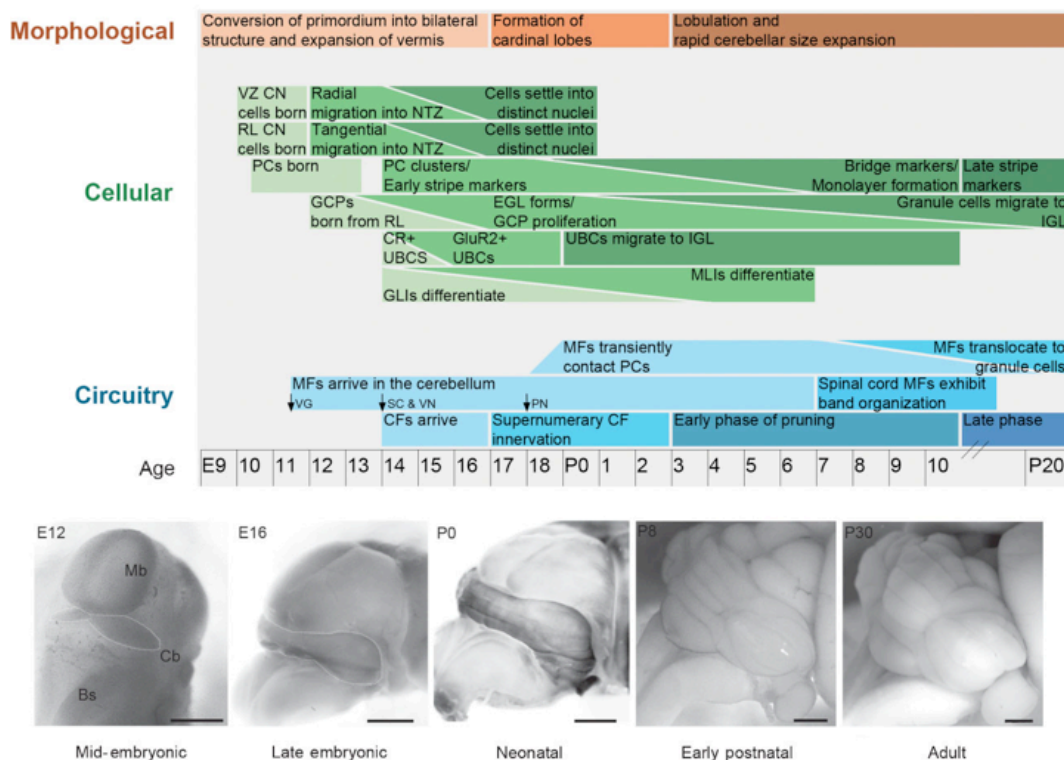 Morphological
Conversion of primordium into bilateral
structure and expansion of vermis
Formation of
cardinal lobes
Lobulation and
rapid cerebellar size expansion
Cellular
VZ CN
cells born
Radial
migration into NTZ
Cells settle into
distinct nuclei
RL CN
cells born
Tangential
migration into NTZ
Cells settle into
distinct nuclei
PCs born
PC clusters/
Early stripe markers
Bridge markers/
Monolayer formation
Late stripe
markers
GCPs
born from RL
EGL forms/
GCP proliferation
Granule cells migrate to
IGL
CR+
UBCS
GluR2+
UBCs
UBCs migrate to IGL
GLIs differentiate
MLIs differentiate
Circuitry
MFs transiently
contact PCs
MFs translocate to
granule cells
MFs arrive in the cerebellum
VG
SC & VN
PN
Spinal cord MFs exhibit
band organization
CFs arrive
Supernumerary CF
innervation
Early phase of pruning
Late phase
Age E9 10 11 12 13 14 15 16 17 18 P0 1 2 3 4 5 6 7 8 9 10 // P20
E12
Mb
Cb
Bs
E16
P0
P8
P30
Mid-embryonic
Late embryonic
Neonatal
Early postnatal
Adult